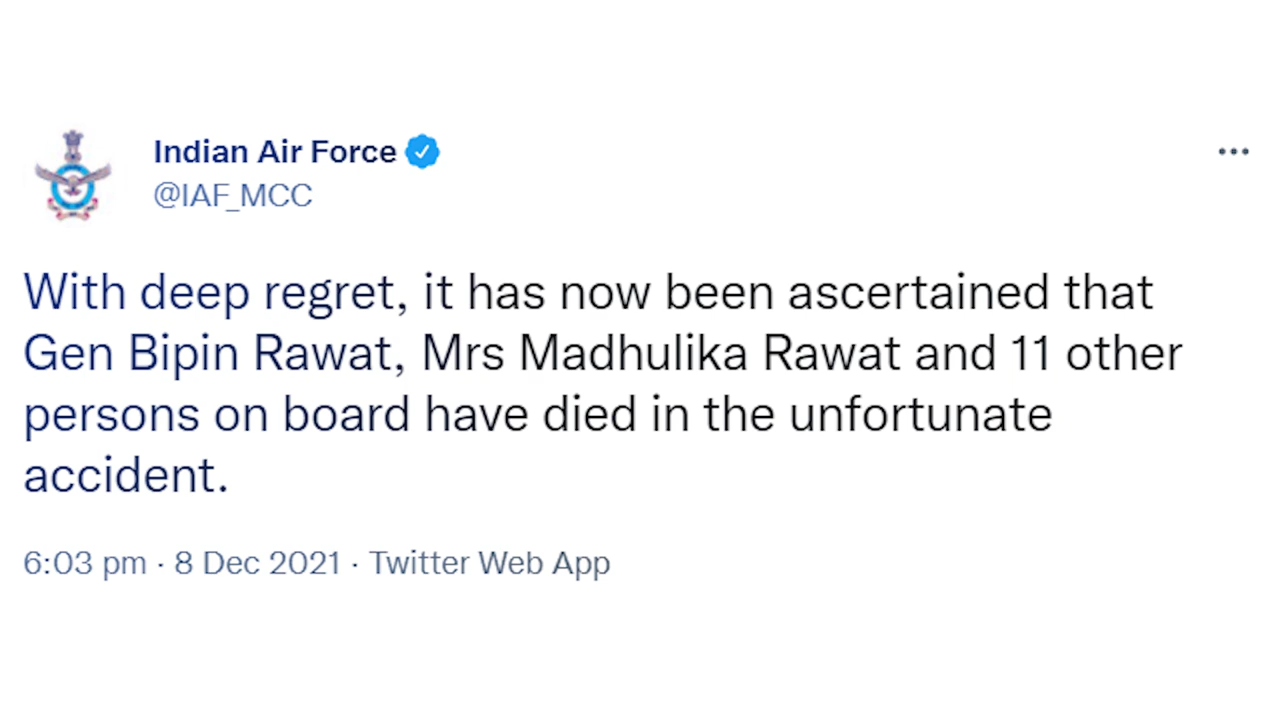 Indian Air Force
@IAF_MCC
With deep regret, it has now been ascertained that
Gen Bipin Rawat, Mrs Madhulika Rawat and 11 other
persons on board have died in the unfortunate
accident.
6:03 pm · 8 Dec 2021 · Twitter Web App